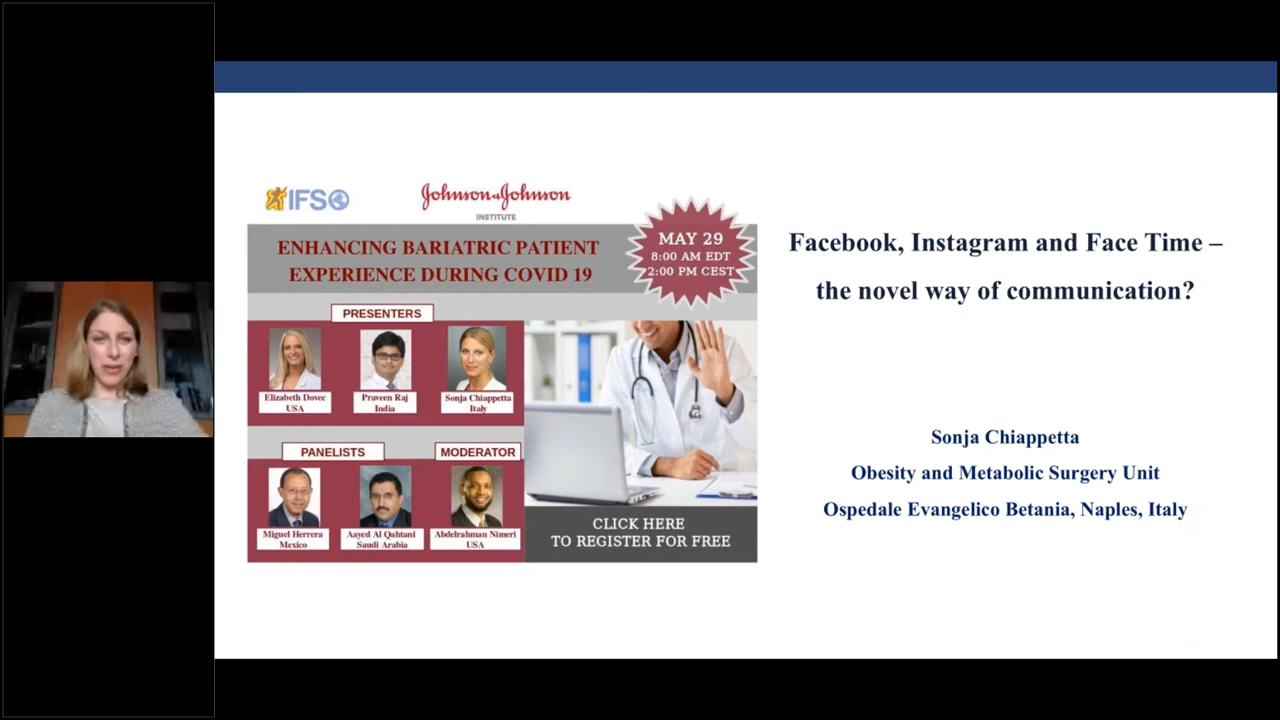 IFSO
Johnson & Johnson
INSTITUTE
ENHANCING BARIATRIC PATIENT
EXPERIENCE DURING COVID 19
MAY 29
8:00 AM EDT
2:00 PM CEST
PRESENTERS
Elizabeth Dovec
USA
Praveen Raj
India
Sonja Chiappetta
Italy
PANELISTS
MODERATOR
Miguel Herrera
Mexico
Aayed Al Qahtani
Saudi Arabia
Abdelrahman Nimeri
USA
CLICK HERE
TO REGISTER FOR FREE
Facebook, Instagram and Face Time –
the novel way of communication?
Sonja Chiappetta
Obesity and Metabolic Surgery Unit
Ospedale Evangelico Betania, Naples, Italy